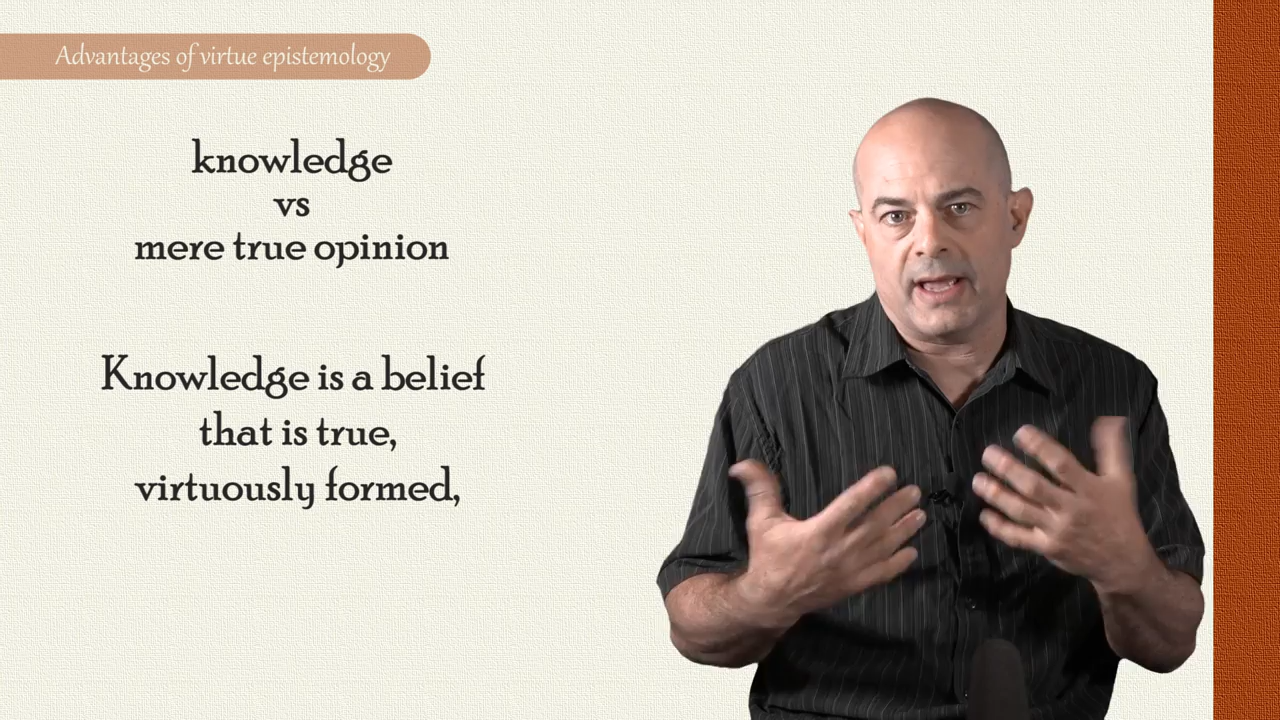 Advantages of virtue epistemology
knowledge
vs
mere true opinion
Knowledge is a belief
that is true,
virtuously formed,